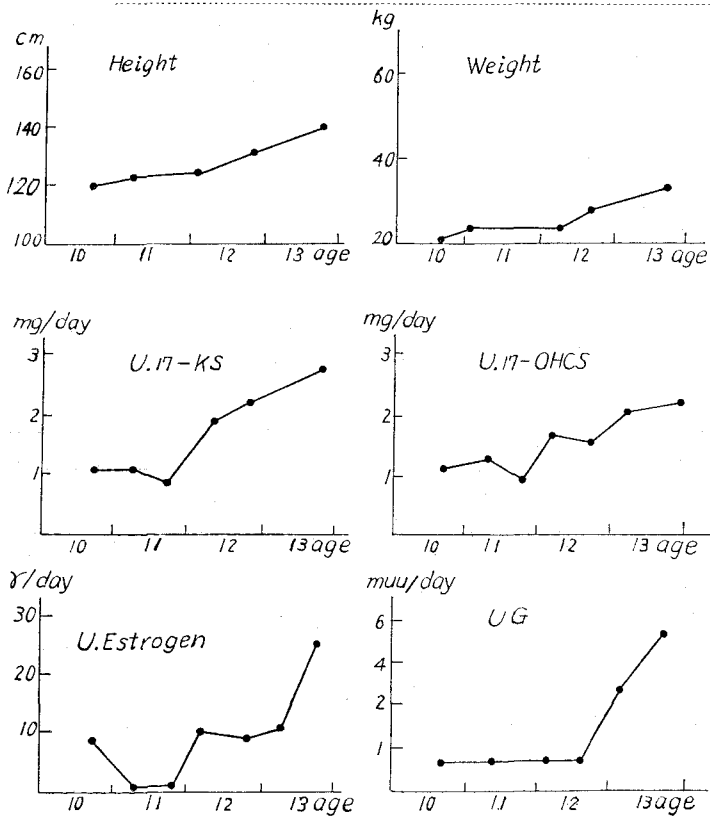 cm
160
140
120
100
Height
10 11 12 13 age
kg
60
40
20
Weight
10 11 12 13 age
mg/day
3
2
1
U.17-KS
10 11 12 13 age
mg/day
3
2
1
U.17-OHCS
10 11 12 13 age
γ/day
30
20
10
U.Estrogen
10 11 12 13 age
muu/day
6
4
2
1
UG
10 11 12 13 age